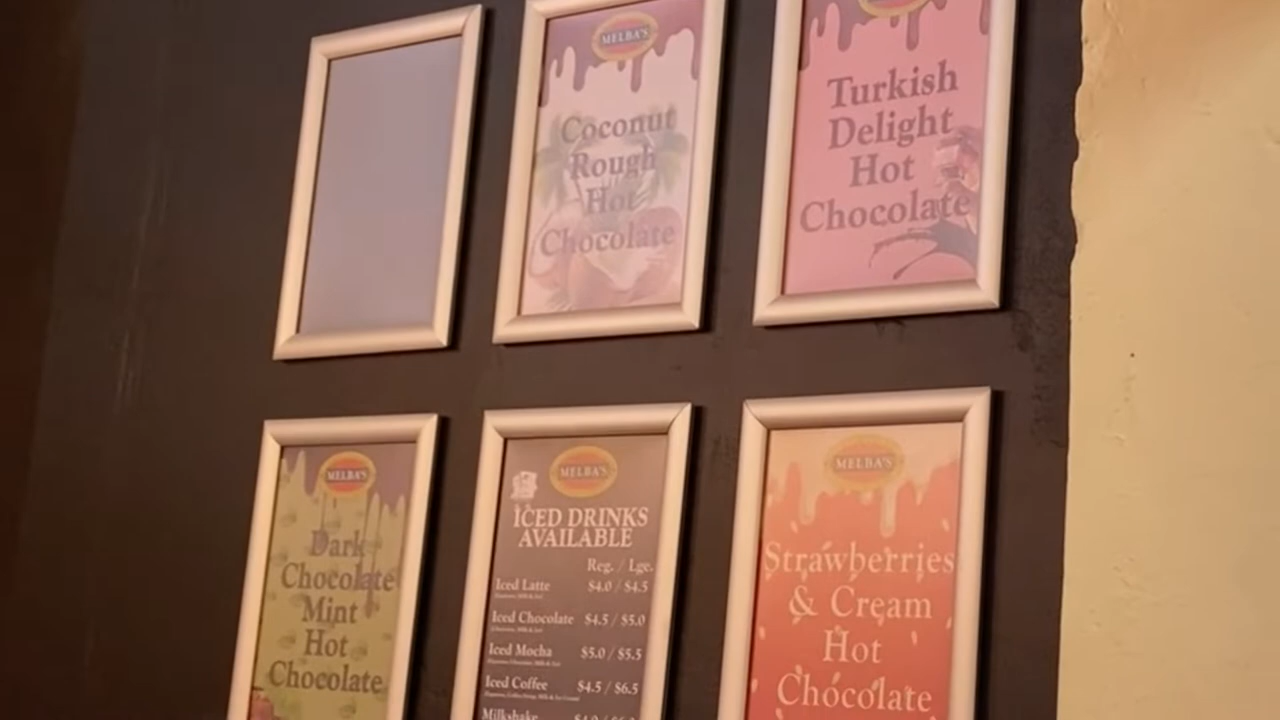 MELBA'S
Coconut
Rough
Hot
Chocolate
Turkish
Delight
Hot
Chocolate
MELBA'S
Dark
Chocolate
Mint
Hot
Chocolate
MELBA'S
ICED DRINKS
AVAILABLE
Reg. / Lge.
Iced Latte $4.0 / $4.5
Iced Chocolate $4.5 / $5.0
Iced Mocha $5.0 / $5.5
Iced Coffee $4.5 / $6.5
Milkshake
MELBA'S
Strawberries
& Cream
Hot
Chocolate